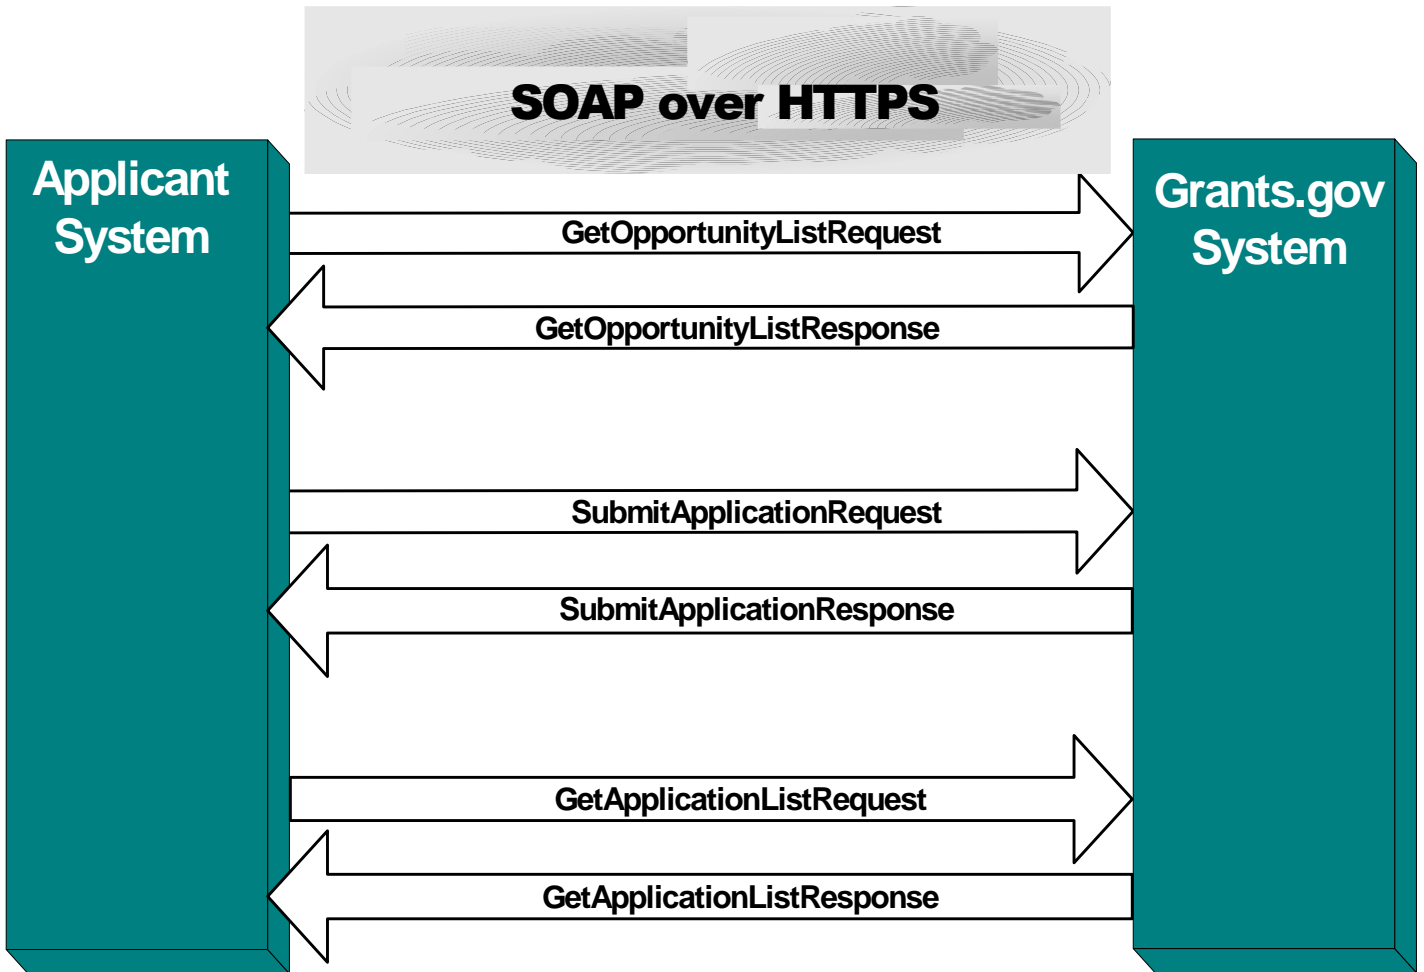 SOAP over HTTPS
Applicant
System
Grants.gov
System
GetOpportunityListRequest
GetOpportunityListResponse
SubmitApplicationRequest
SubmitApplicationResponse
GetApplicationListRequest
GetApplicationListResponse